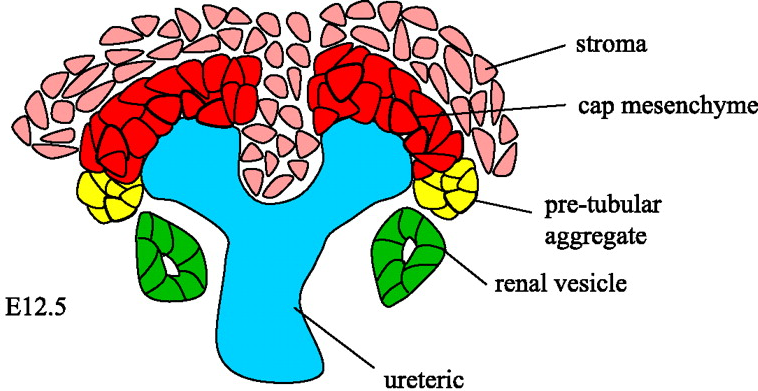 stroma
cap mesenchyme
pre-tubular
aggregate
renal vesicle
E12.5
ureteric